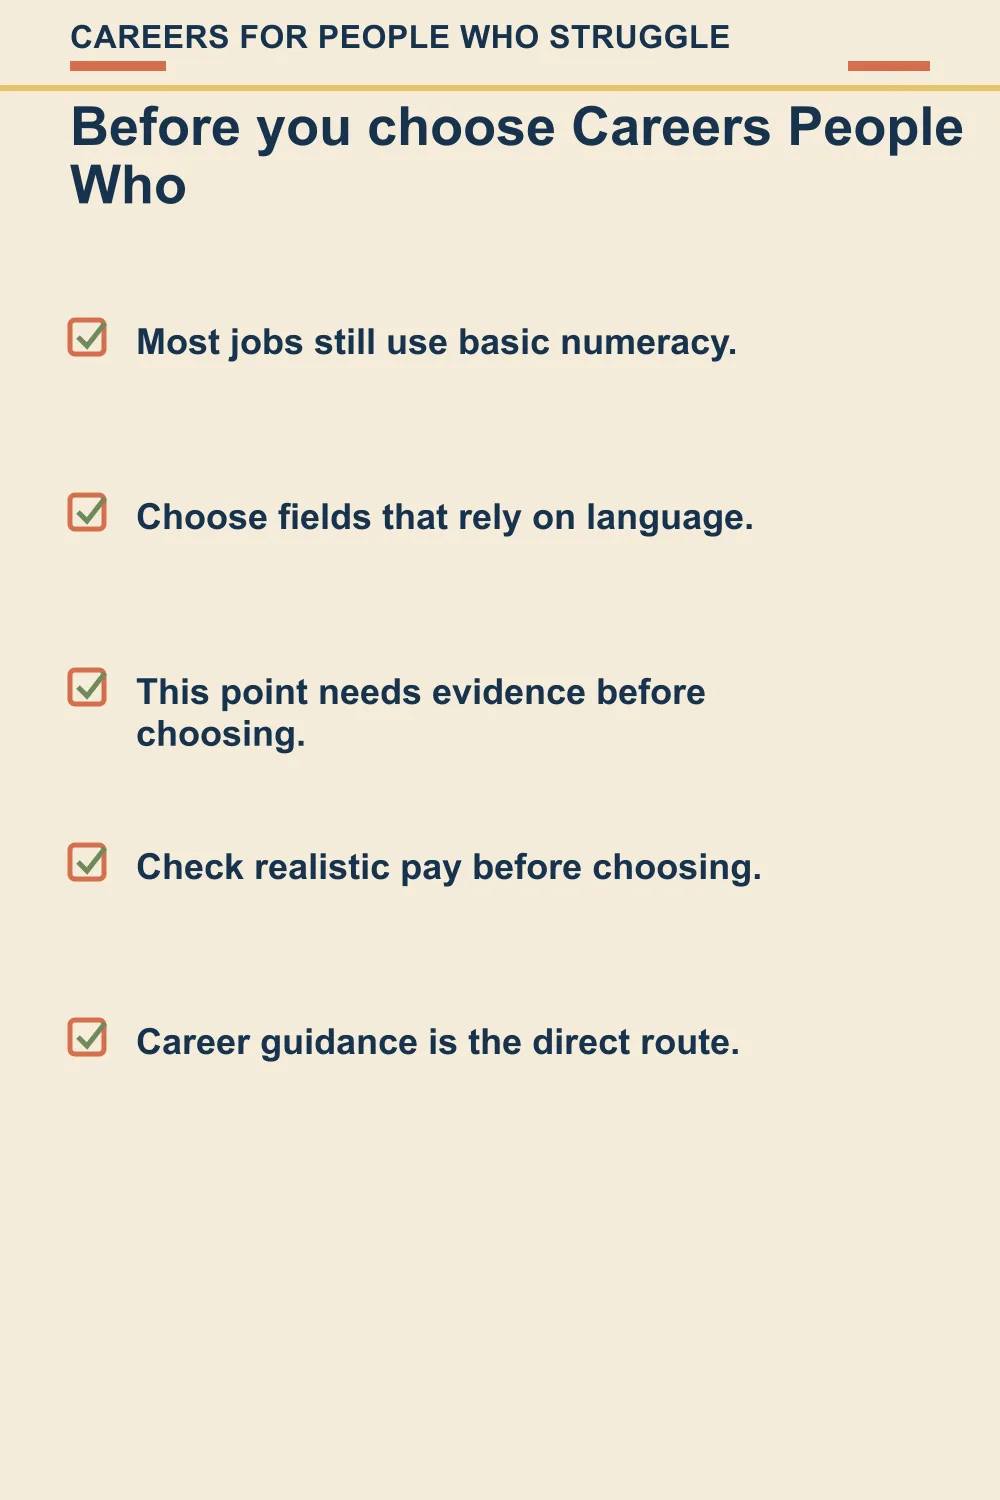 CAREERS FOR PEOPLE WHO STRUGGLE
Before you choose Careers People
Who
Most jobs still use basic numeracy.
Choose fields that rely on language.
This point needs evidence before
choosing.
Check realistic pay before choosing.
Career guidance is the direct route.